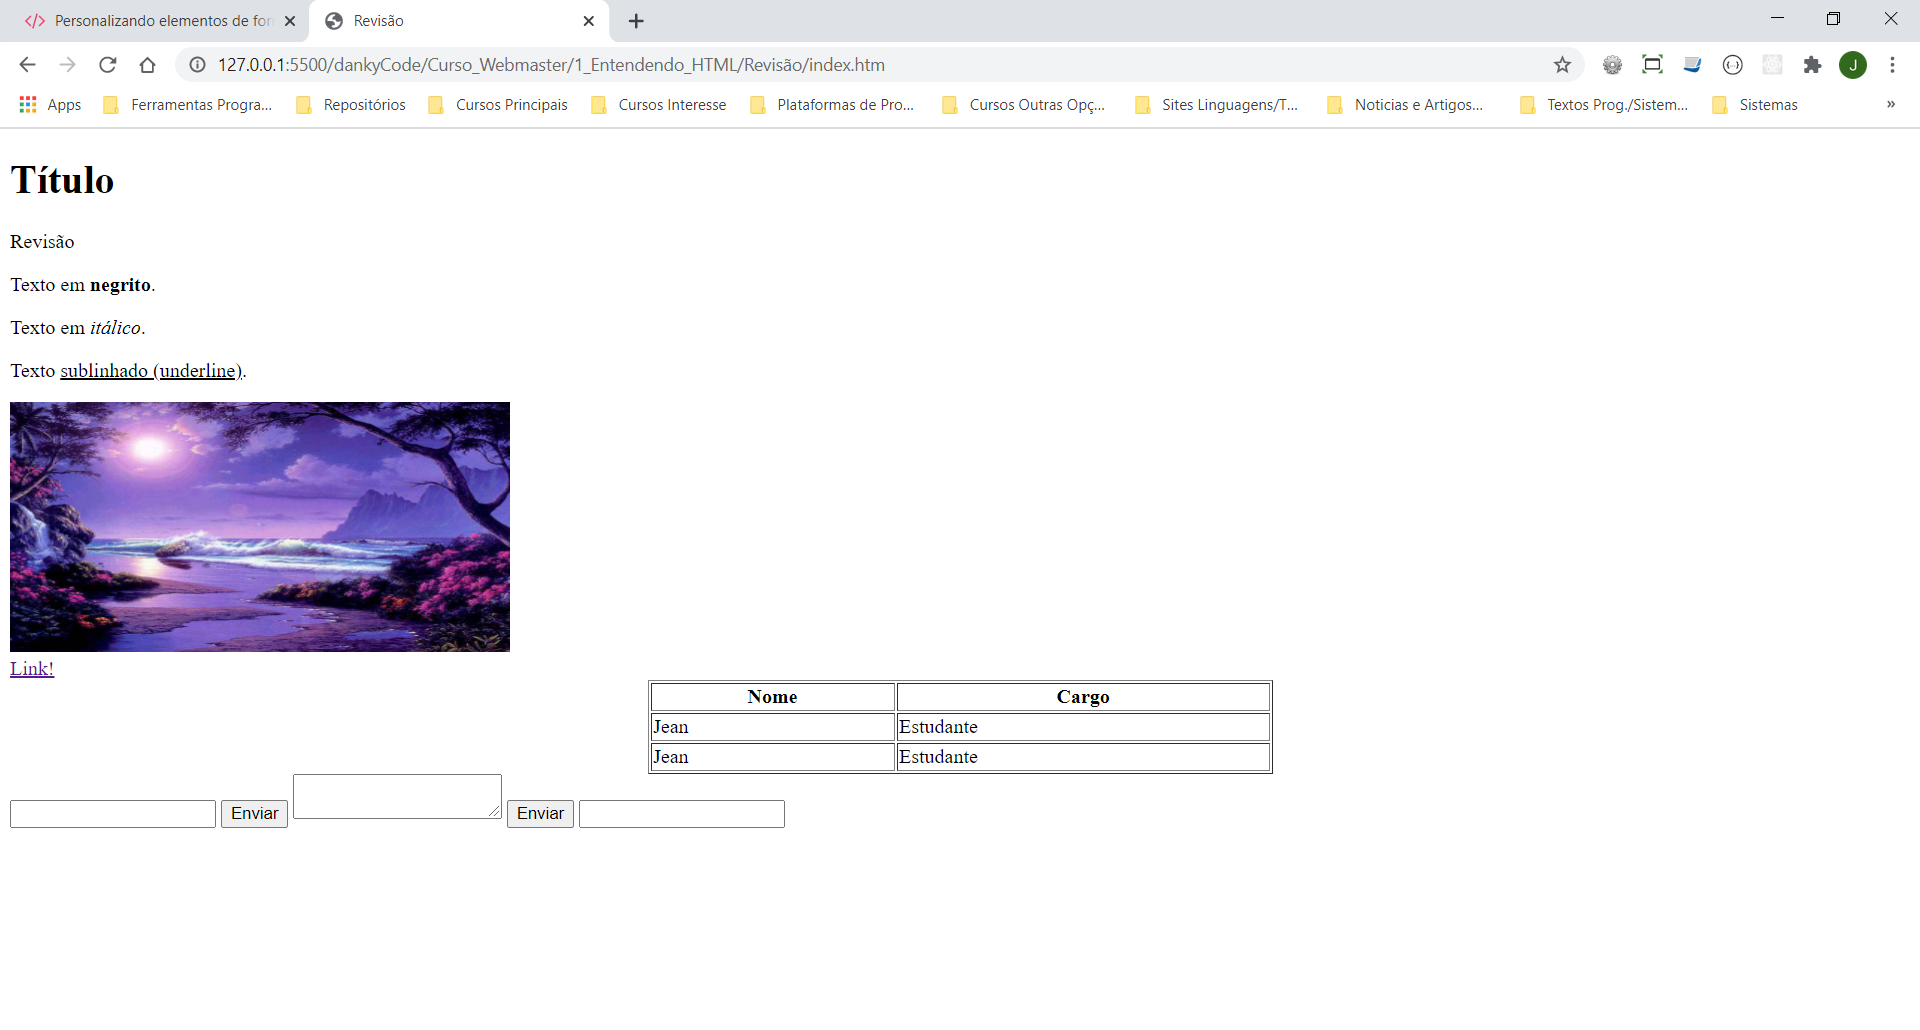 Personalizando elementos de for
Revisão
127.0.0.1:5500/dankyCode/Curso_Webmaster/1_Entendendo_HTML/Revisão/index.htm
J
Apps Ferramentas Progra... Repositórios Cursos Principais Cursos Interesse Plataformas de Pro... Cursos Outras Opç... Sites Linguagens/T... Noticias e Artigos... Textos Prog./Sistem... Sistemas »
Título
Revisão
Texto em negrito.
Texto em itálico.
Texto sublinhado (underline).
Link!
Nome Cargo
Jean Estudante
Jean Estudante
Enviar Enviar